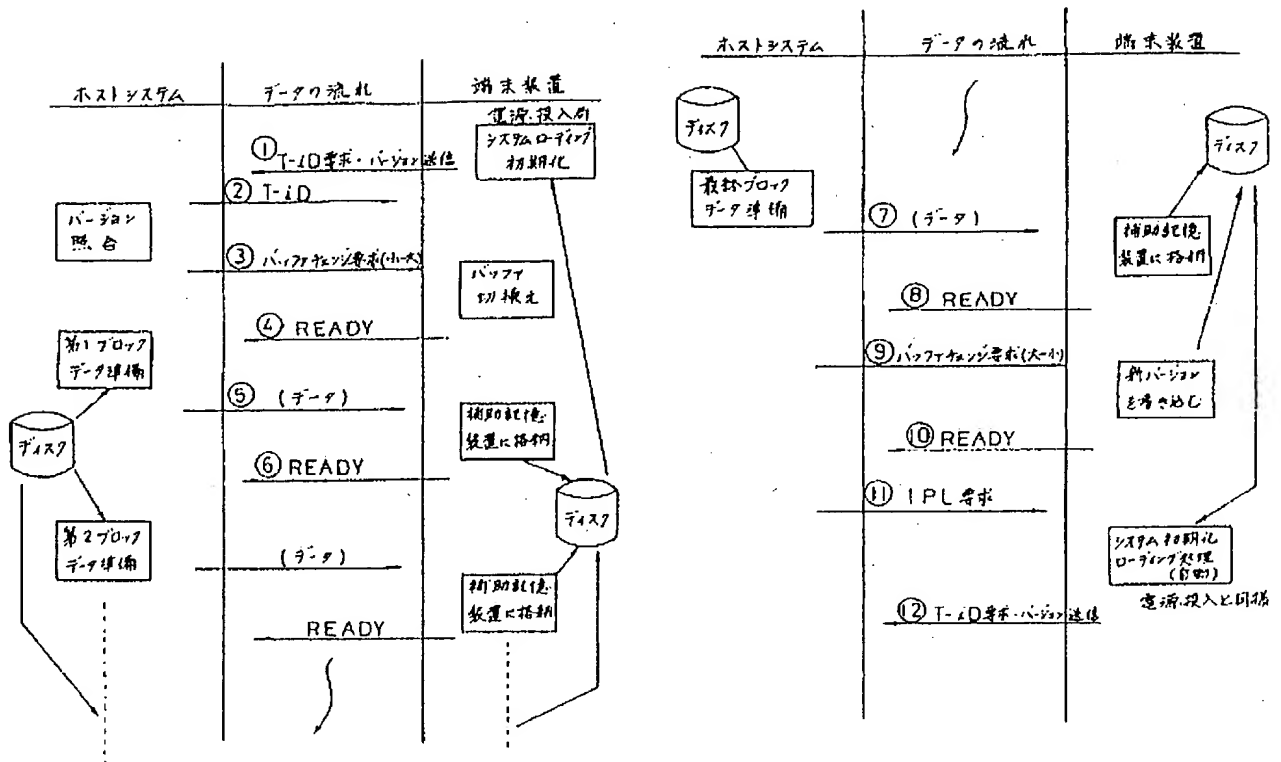 ホストシステム
データの流れ
端末装置
電源投入前
システムローディング
初期化
① T-iD要求・バージョン送信
② T-iD
バージョン
照合
③ バッファチェンジ要求(小→大)
バッファ
切換え
④ READY
第1ブロック
データ準備
⑤ (データ)
ディスク
補助記憶
装置に格納
⑥ READY
ディスク
第2ブロック
データ準備
(データ)
補助記憶
装置に格納
READY
ホストシステム
データの流れ
端末装置
ディスク
ディスク
最終ブロック
データ準備
⑦ (データ)
補助記憶
装置に格納
⑧ READY
⑨ バッファチェンジ要求(大→小)
新バージョン
を書き込む
⑩ READY
⑪ IPL要求
システム初期化
ローディング処理
電源投入と同様
⑫ T-iD要求・バージョン送信